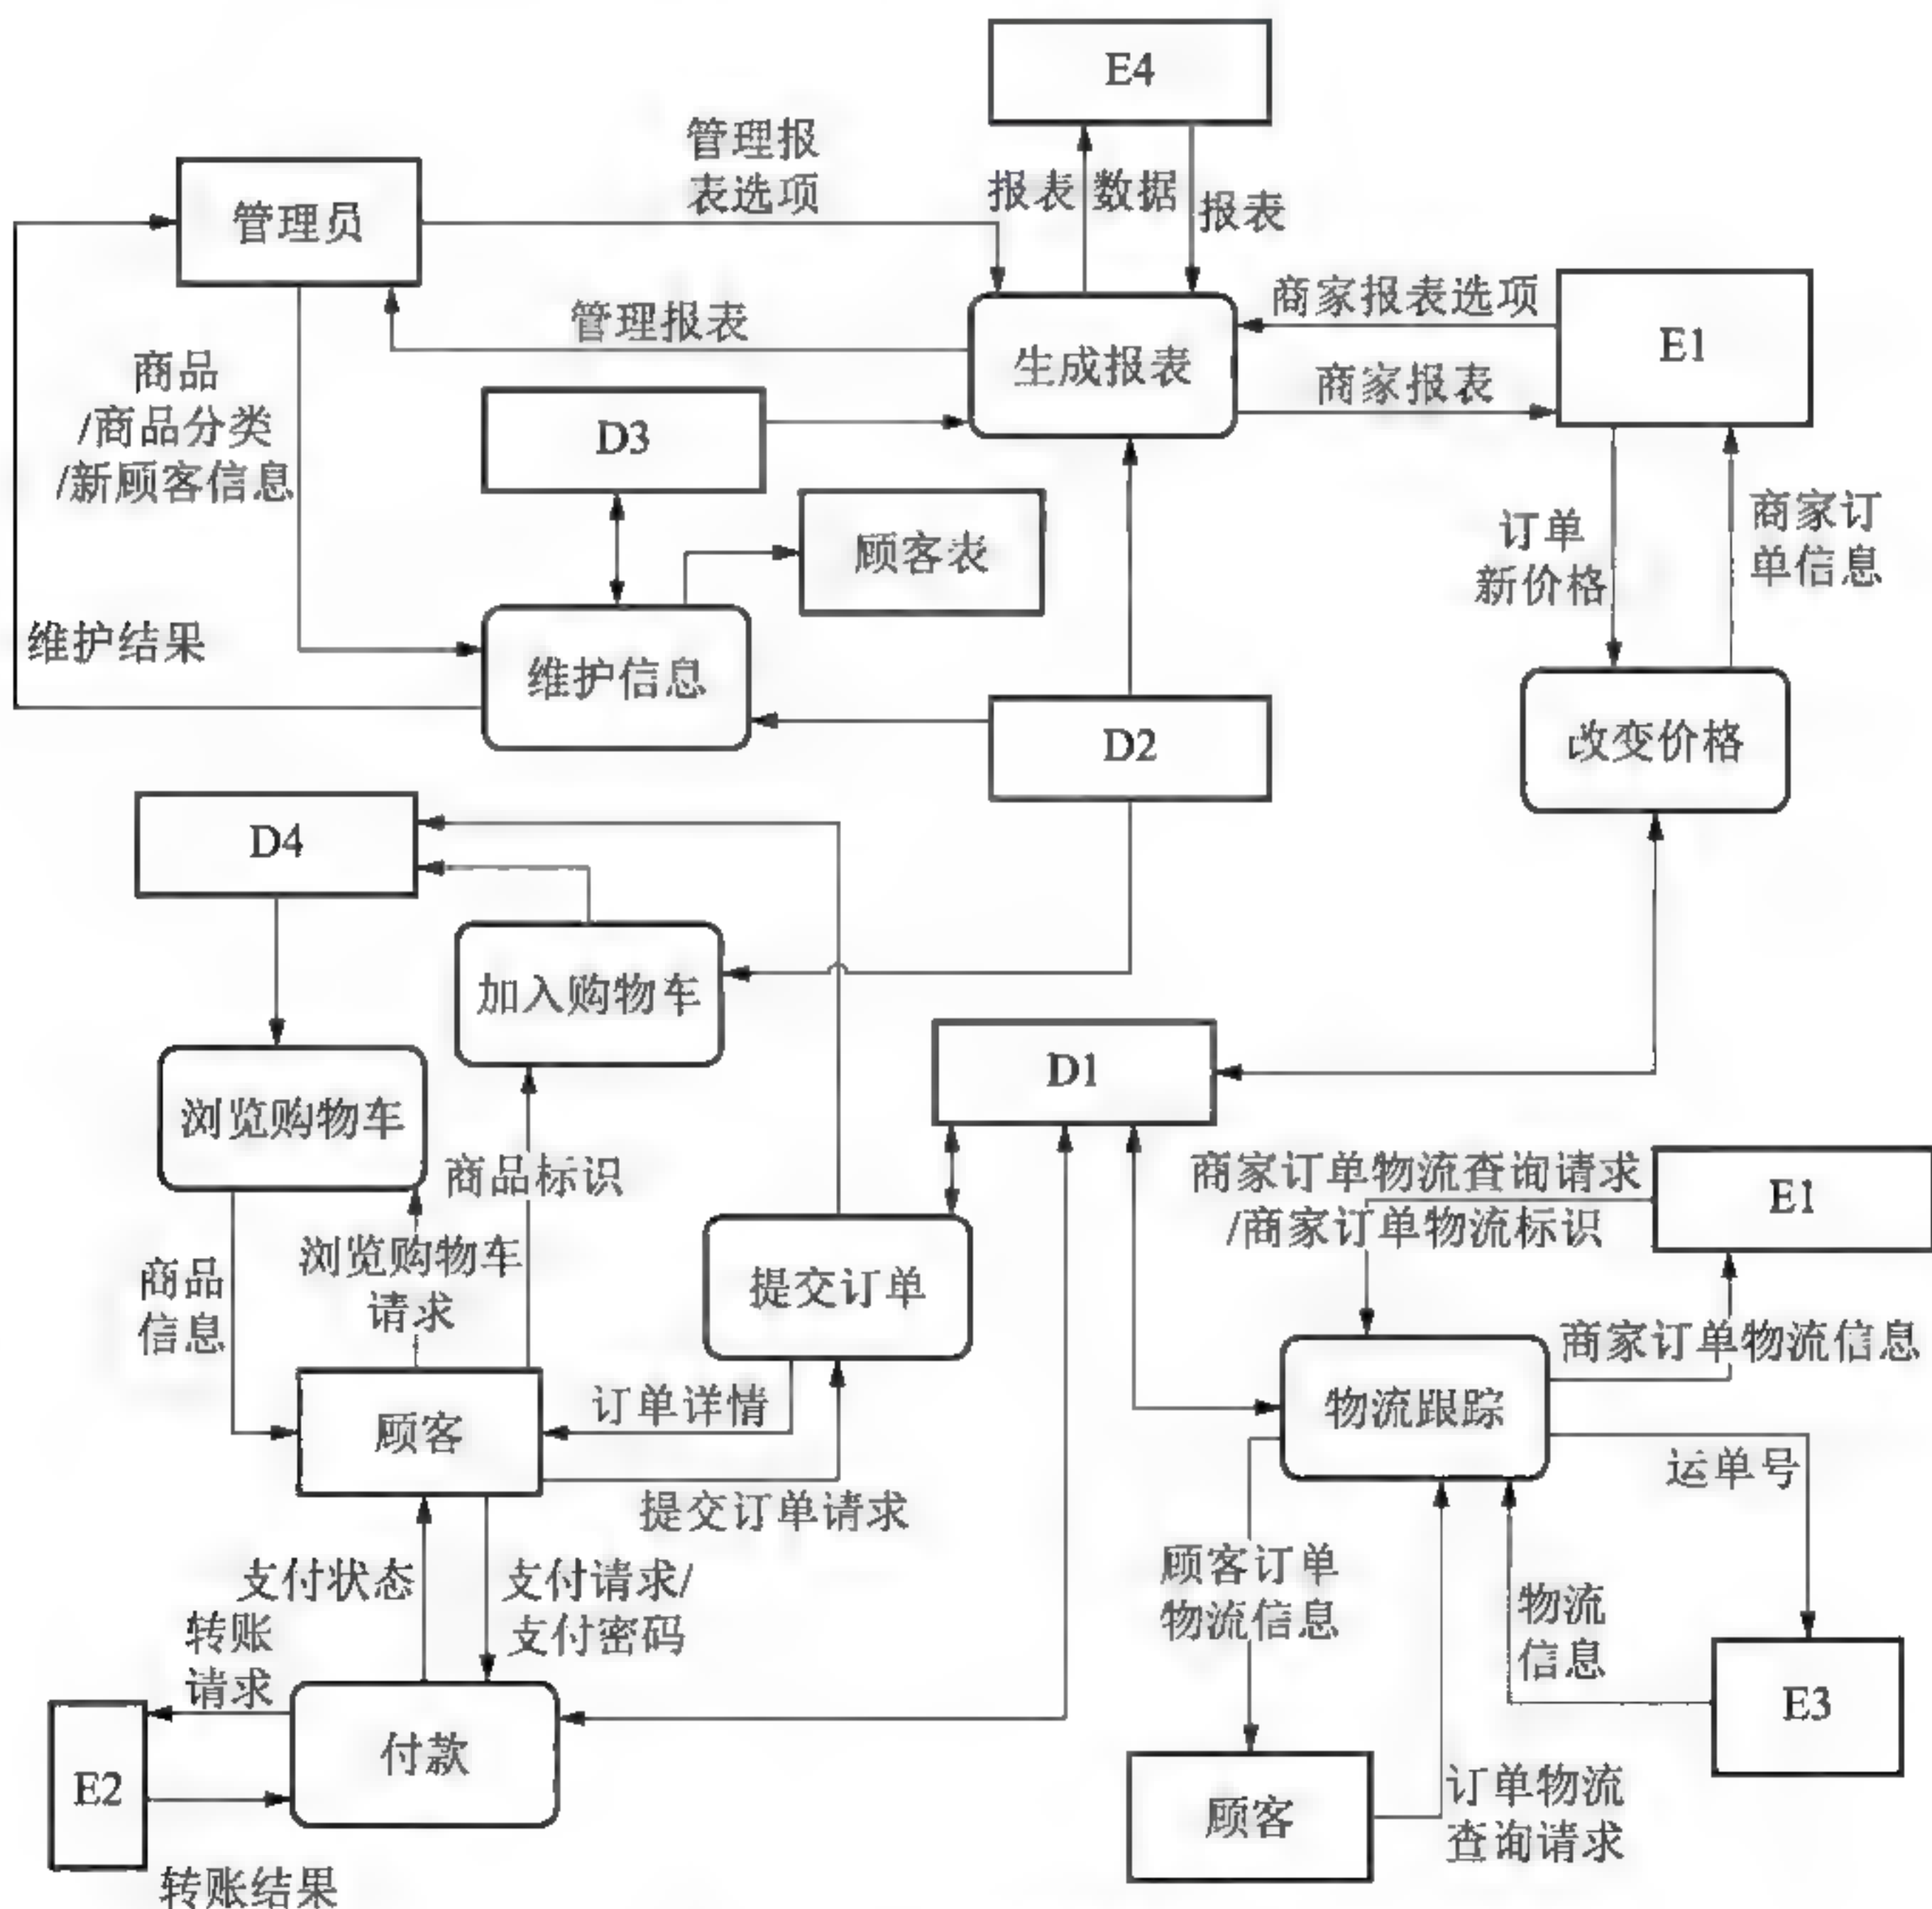 E4
管理报
表选项
报表 数据
报表
管理员
商家报表选项
E1
管理报表
生成报表
商家报表
商品
/商品分类
/新顾客信息
D3
顾客表
订单
新价格
商家订
单信息
维护结果
维护信息
D2
改变价格
D4
加入购物车
D1
浏览购物车
商品标识
商家订单物流查询请求
/商家订单物流标识
E1
商品
信息
浏览购物车
请求
提交订单
商家订单物流信息
顾客
订单详情
物流跟踪
运单号
提交订单请求
支付状态
支付请求/
支付密码
顾客订单
物流信息
物流
信息
转账
请求
E3
E2
付款
顾客
订单物流
查询请求
转账结果